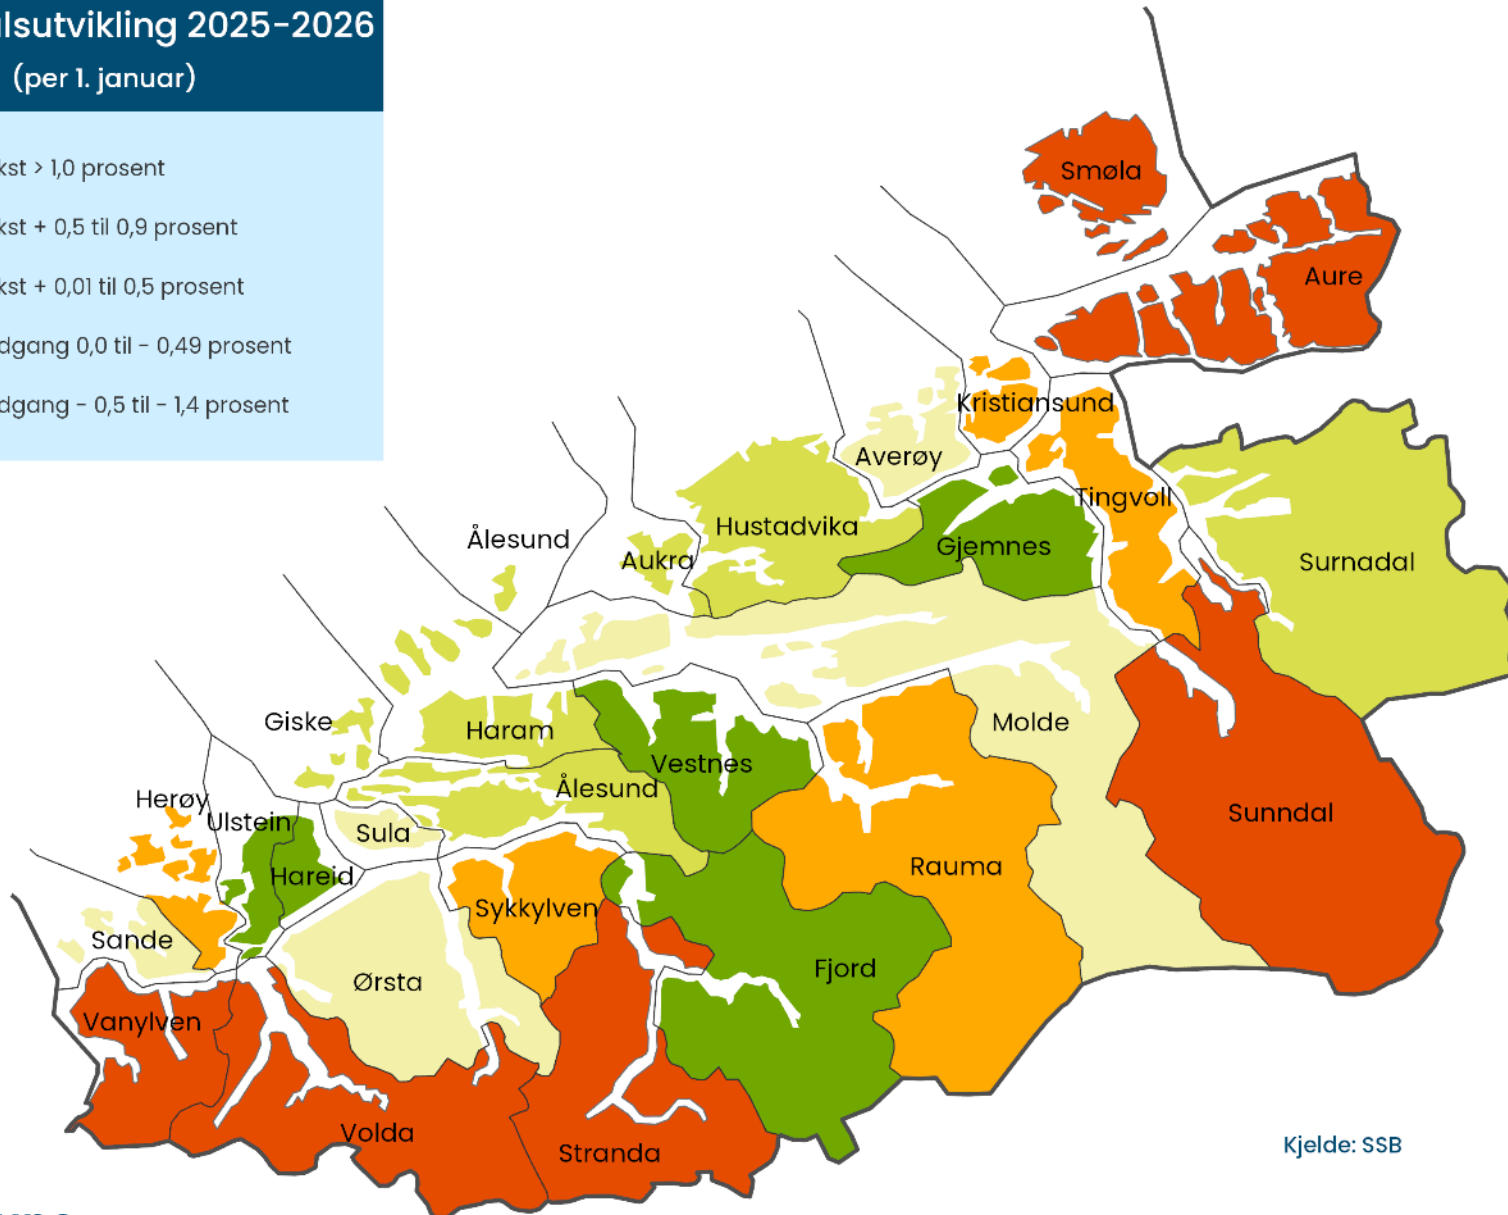 lsutvikling 2025-2026
(per 1. januar)
kst > 1,0 prosent
kst + 0,5 til 0,9 prosent
kst + 0,01 til 0,5 prosent
dgang 0,0 til - 0,49 prosent
dgang - 0,5 til - 1,4 prosent
Smøla
Aure
Kristiansund
Averøy
Tingvoll
Hustadvika
Ålesund
Gjemnes
Aukra
Surnadal
Giske
Haram
Molde
Vestnes
Ålesund
Herøy
Ulstein
Sula
Sunndal
Hareid
Rauma
Sykkylven
Sande
Fjord
Ørsta
Vanylven
Volda
Stranda
Kjelde: SSB